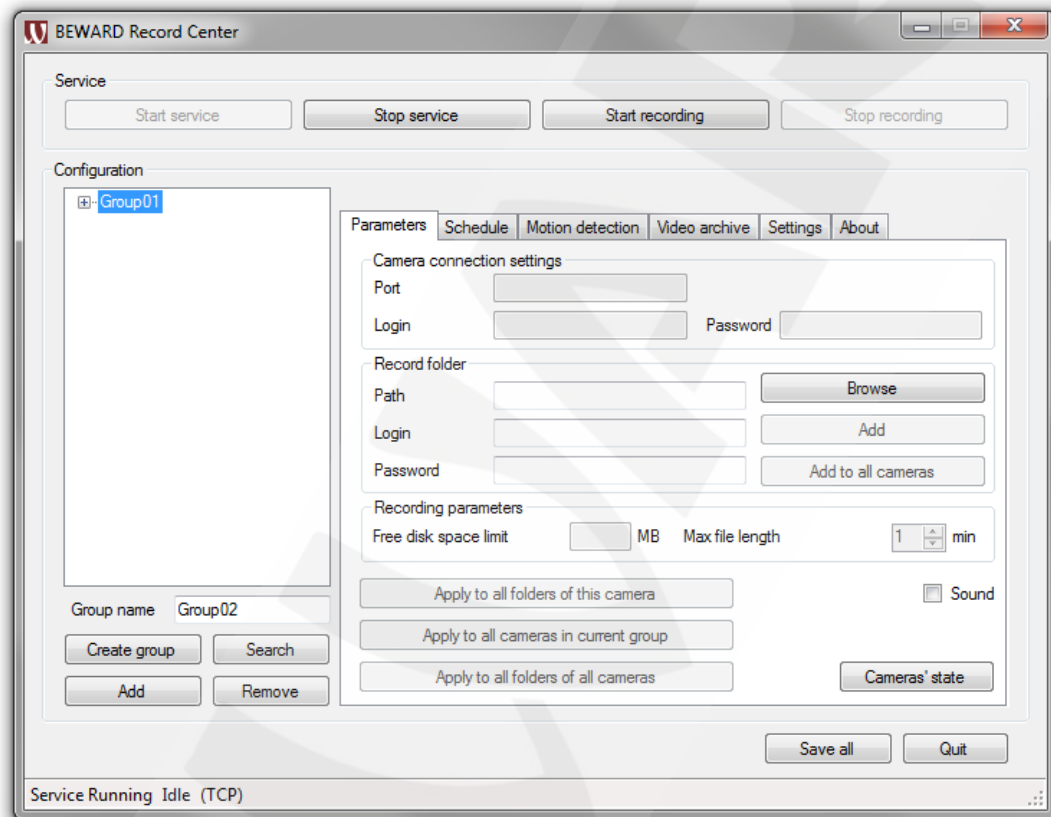 BEWARD Record Center
Service
Start service Stop service Start recording Stop recording
Configuration
Group01
Parameters Schedule Motion detection Video archive Settings About
Camera connection settings
Port
Login Password
Record folder
Path Browse
Login Add
Password Add to all cameras
Recording parameters
Free disk space limit MB Max file length 1 min
Apply to all folders of this camera Sound
Group name Group02
Apply to all cameras in current group
Create group Search
Apply to all folders of all cameras Cameras' state
Add Remove
Save all Quit
Service Running Idle (TCP)